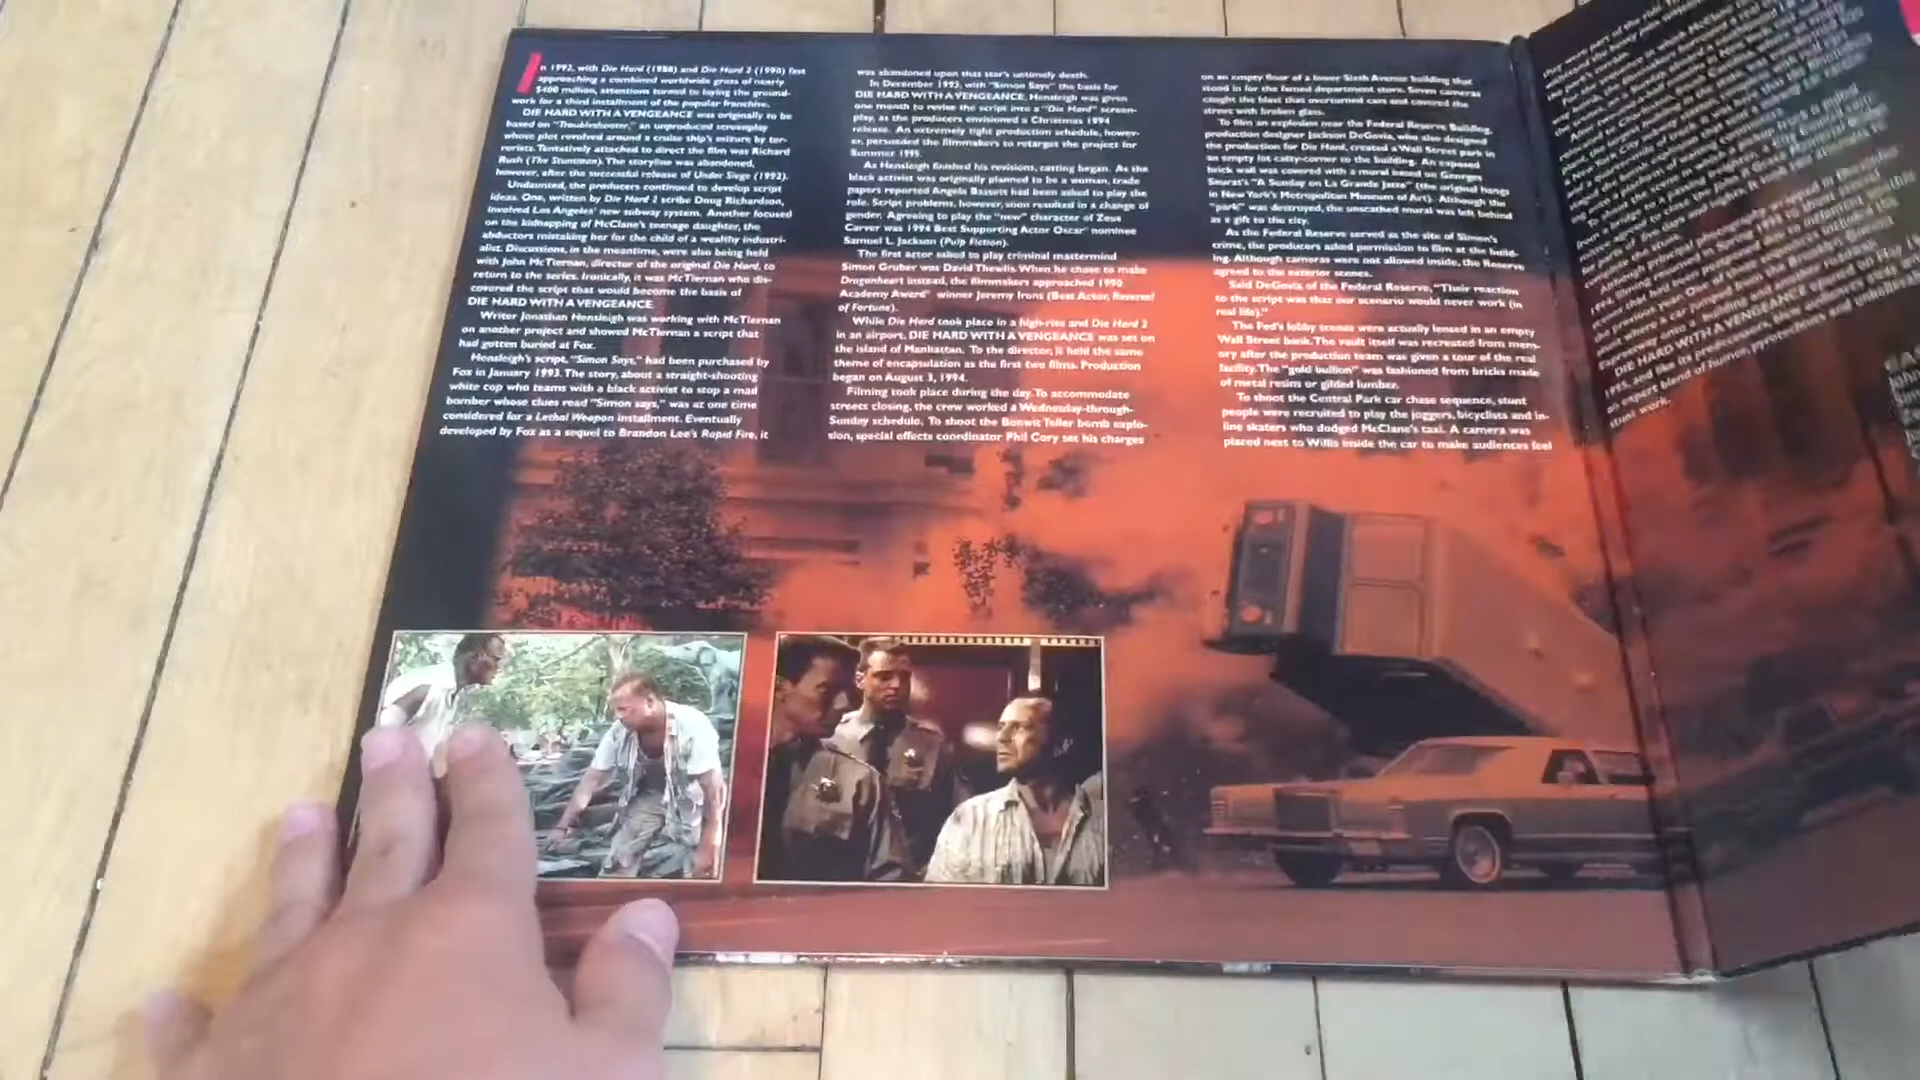 In 1992, with Die Hard (1988) and Die Hard 2 (1990) fast
approaching a combined worldwide gross of nearly
$400 million, attentions turned to laying the ground-
work for a third installment of the popular franchise.
DIE HARD WITH A VENGEANCE was originally to be
based on "Troubleshooter," an unproduced screenplay
whose plot revolved around a cruise ship's seizure by ter-
rorists. Tentatively attached to direct the film was Richard
Rush (The Stuntman). The storyline was abandoned,
however, after the successful release of Under Siege (1992).
Undaunted, the producers continued to develop script
ideas. One, written by Die Hard 2 scribe Doug Richardson,
involved Los Angeles' new subway system. Another focused
on the kidnapping of McClane's teenage daughter, the
abductors mistaking her for the child of a wealthy industri-
alist. Discussions, in the meantime, were also being held
with John McTiernan, director of the original Die Hard, to
return to the series. Ironically, it was McTiernan who dis-
covered the script that would become the basis of
DIE HARD WITH A VENGEANCE.
Writer Jonathan Hensleigh was working with McTiernan
on another project and showed McTiernan a script that
had gotten buried at Fox.
Hensleigh's script, "Simon Says," had been purchased by
Fox in January 1993. The story, about a straight-shooting
white cop who teams with a black activist to stop a mad
bomber whose clues read "Simon says," was at one time
considered for a Lethal Weapon installment. Eventually
developed by Fox as a sequel to Brandon Lee's Rapid Fire, it
was abandoned upon that star's untimely death.
In December 1993, with "Simon Says" the basis for
DIE HARD WITH A VENGEANCE, Hensleigh was given
one month to revise the script into a "Die Hard" screen-
play, as the producers envisioned a Christmas 1994
release. An extremely tight production schedule, howev-
er, persuaded the filmmakers to retarget the project for
Summer 1995.
As Hensleigh finished his revisions, casting began. As the
black activist was originally planned to be a woman, trade
papers reported Angela Bassett had been asked to play the
role. Script problems, however, soon resulted in a change of
gender. Agreeing to play the "new" character of Zeus
Carver was 1994 Best Supporting Actor Oscar® nominee
Samuel L. Jackson (Pulp Fiction).
The first actor asked to play criminal mastermind
Simon Gruber was David Thewlis. When he chose to make
Dragonheart instead, the filmmakers approached 1990
Academy Award® winner Jeremy Irons (Best Actor, Reversal
of Fortune).
While Die Hard took place in a high-rise and Die Hard 2
in an airport, DIE HARD WITH A VENGEANCE was set on
the island of Manhattan. To the director, it held the same
theme of encapsulation as the first two films. Production
began on August 3, 1994.
Filming took place during the day. To accommodate
streets closing, the crew worked a Wednesday-through-
Sunday schedule. To shoot the Bonwit Teller bomb explo-
sion, special effects coordinator Phil Cory set his charges
on an empty floor of a lower Sixth Avenue building that
stood in for the famed department store. Seven cameras
caught the blast that overturned cars and covered the
street with broken glass.
To film an explosion near the Federal Reserve Building,
production designer Jackson DeGovia, who also designed
the production for Die Hard, created a Wall Street park in
an empty lot catty-corner to the building. An exposed
brick wall was covered with a mural based on Georges
Seurat's "A Sunday on La Grande Jatte" (the original hangs
in New York's Metropolitan Museum of Art). Although the
"park" was destroyed, the unscathed mural was left behind
as a gift to the city.
As the Federal Reserve served as the site of Simon's
crime, the producers asked permission to film at the build-
ing. Although cameras were not allowed inside, the Reserve
agreed to the exterior scenes.
Said DeGovia of the Federal Reserve, "Their reaction
to the script was that our scenario would never work (in
real life)."
The Fed's lobby scenes were actually lensed in an empty
Wall Street bank. The vault itself was recreated from mem-
ory after the production team was given a tour of the real
facility. The "gold bullion" was fashioned from bricks made
of metal resins or gilded lumber.
To shoot the Central Park car chase sequence, stunt
people were recruited to play the joggers, bicyclists and in-
line skaters who dodged McClane's taxi. A camera was
placed next to Willis inside the car to make audiences feel
they were part of the
DIE HARD WITH A VENGEANCE
1995, and like its predecessors,
an expert blend of humor, pyrotechnics and
stunt work.